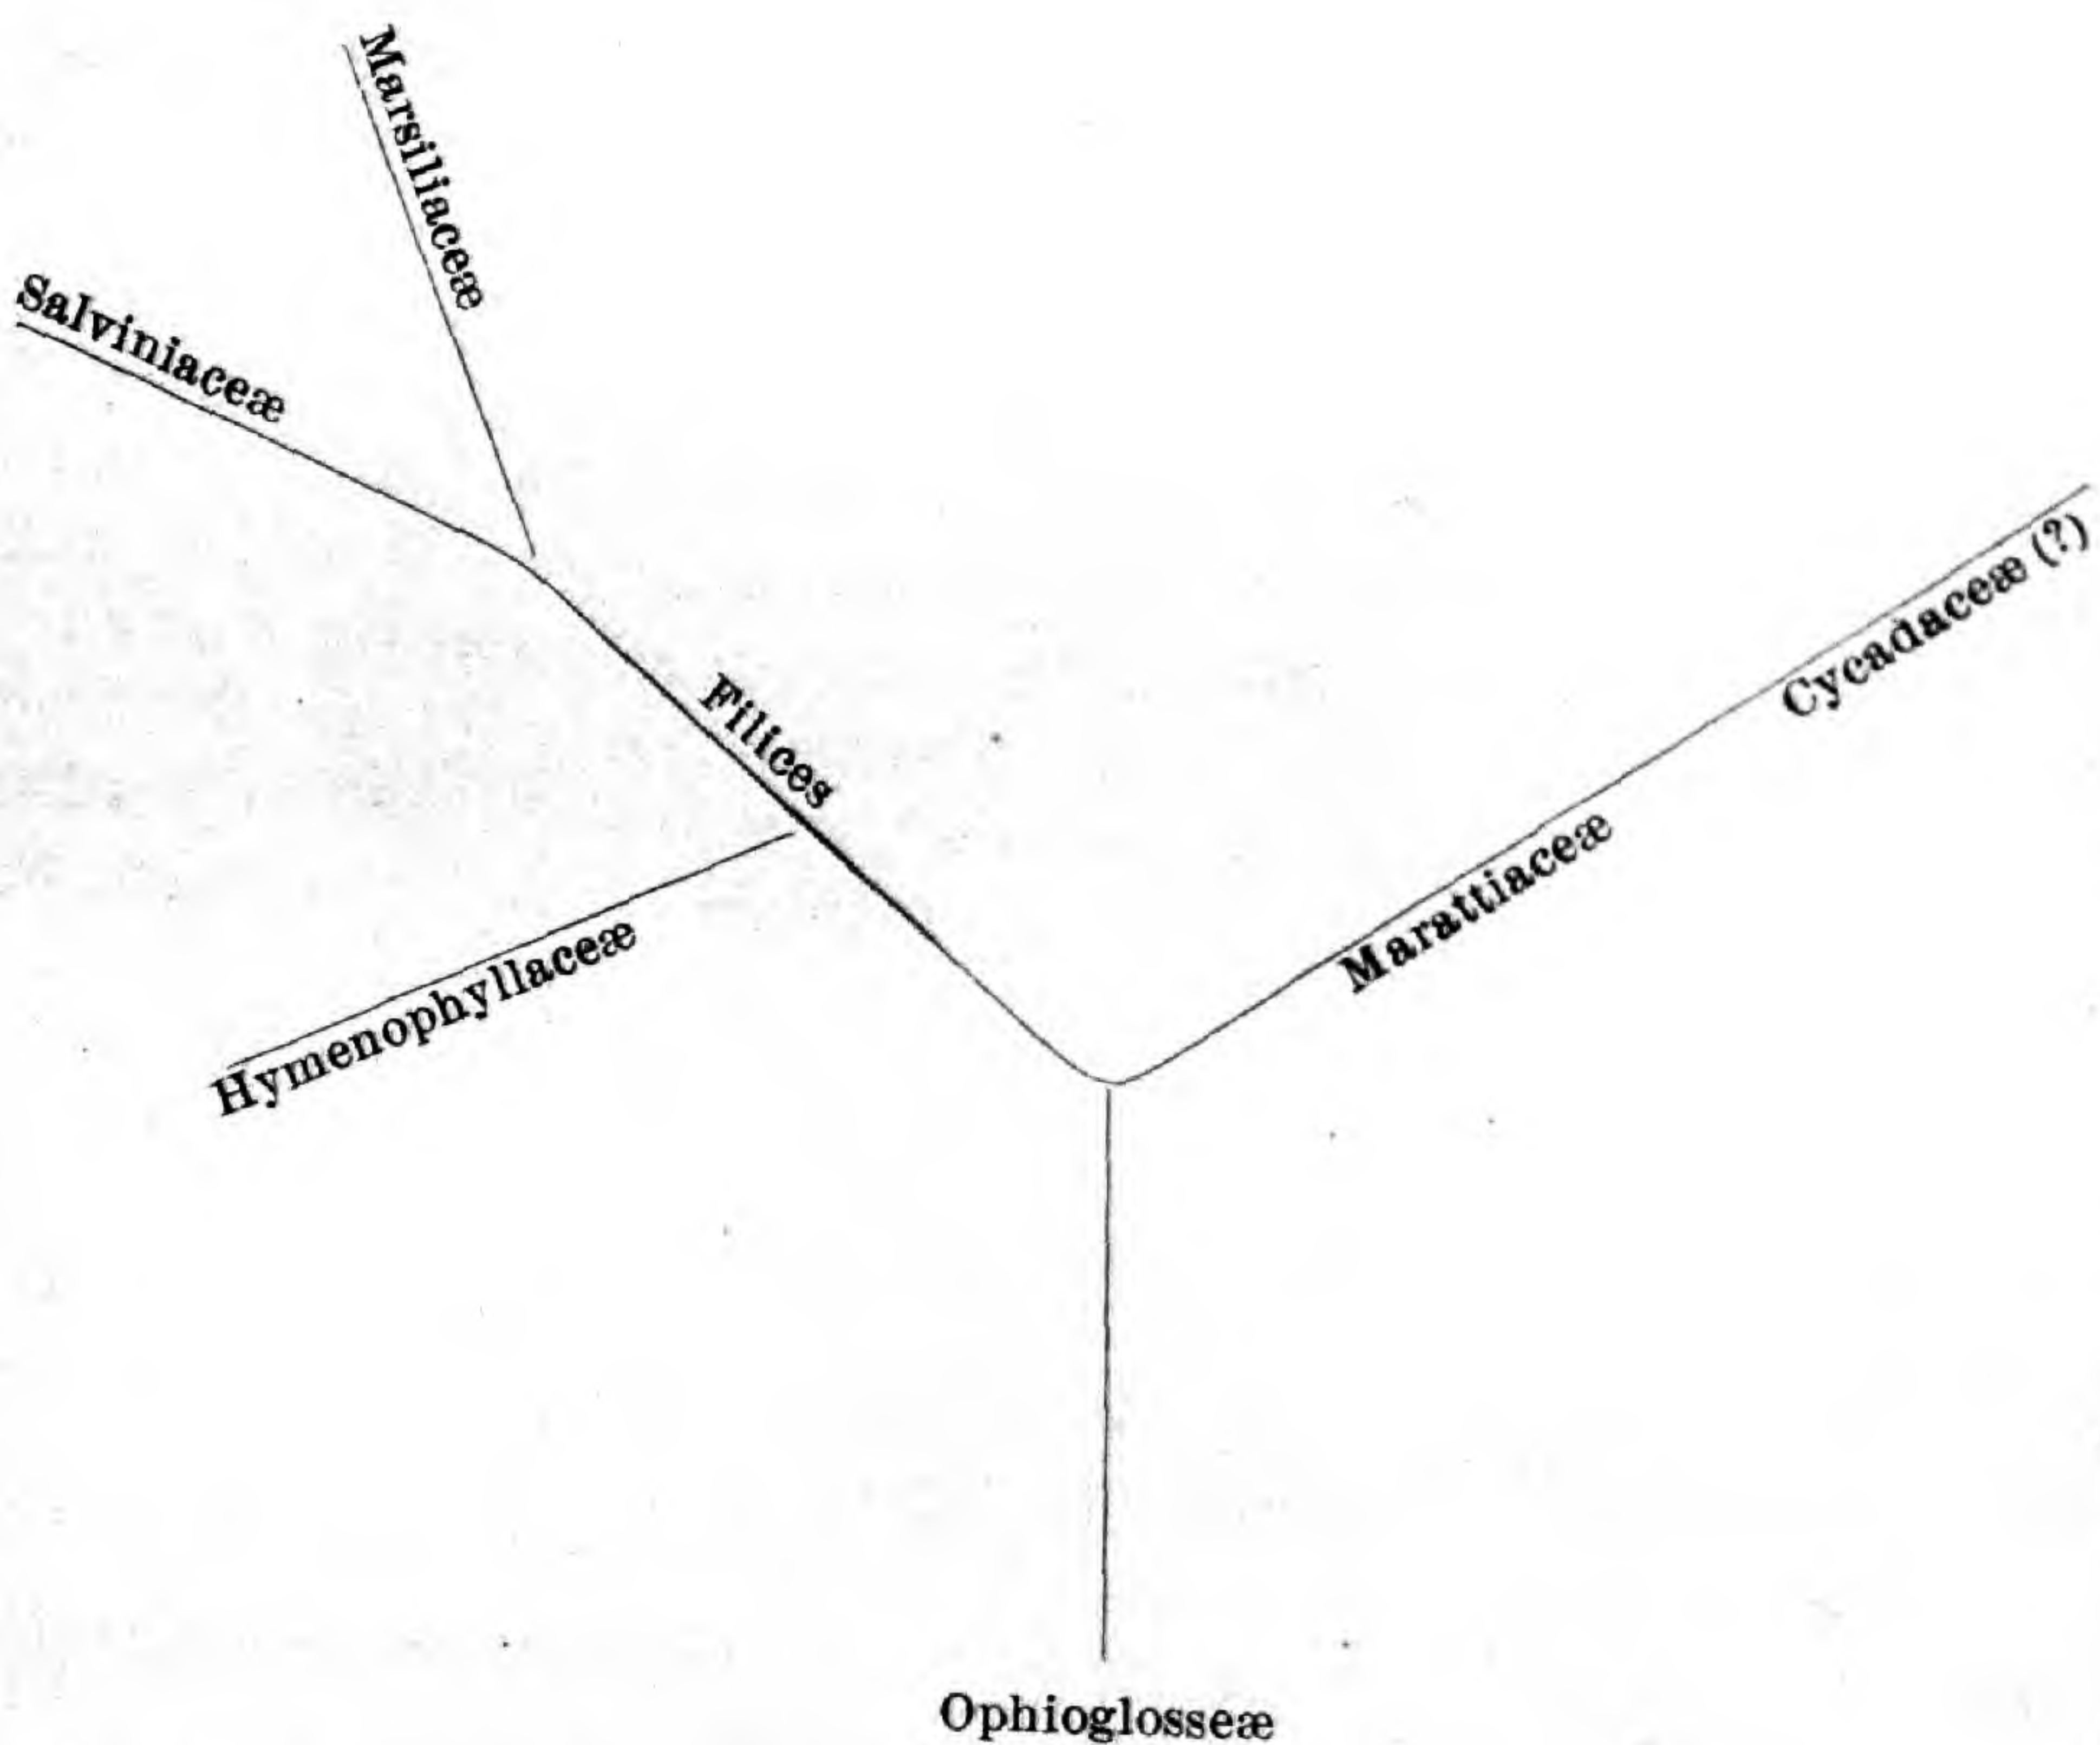 Marsiliaceæ
Salviniaceæ
Filices
Cycadaceæ (?)
Marattiaceæ
Hymenophyllaceæ
Ophioglosseæ